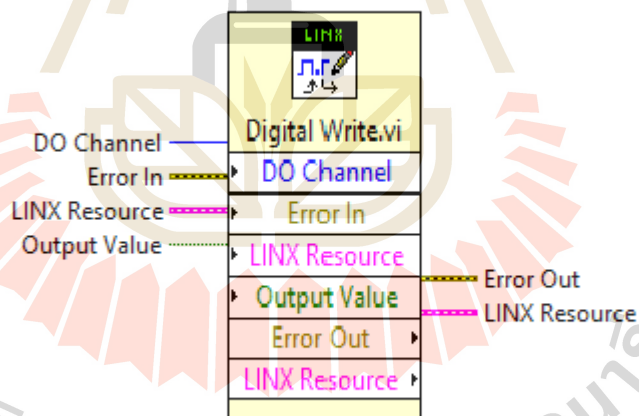 LINX
Digital Write.vi
DO Channel
DO Channel
Error In
Error In
LINX Resource
LINX Resource
Output Value
Output Value
Error Out
Error Out
LINX Resource
LINX Resource